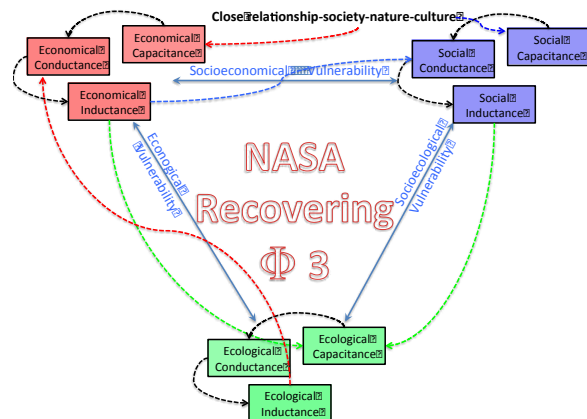 Close⍰relationship-society-nature-culture⍰
Economical⍰
Capacitance⍰
Economical⍰
Conductance⍰
Economical⍰
Inductance⍰
Social⍰
Capacitance⍰
Social⍰
Conductance⍰
Social⍰
Inductance⍰
Socioeconomical⍰Vulnerability⍰
Econogical⍰
Vulnerability⍰
Socioecological⍰
Vulnerability⍰
NASA
Recovering
Φ 3
Ecological⍰
Capacitance⍰
Ecological⍰
Conductance⍰
Ecological⍰
Inductance⍰